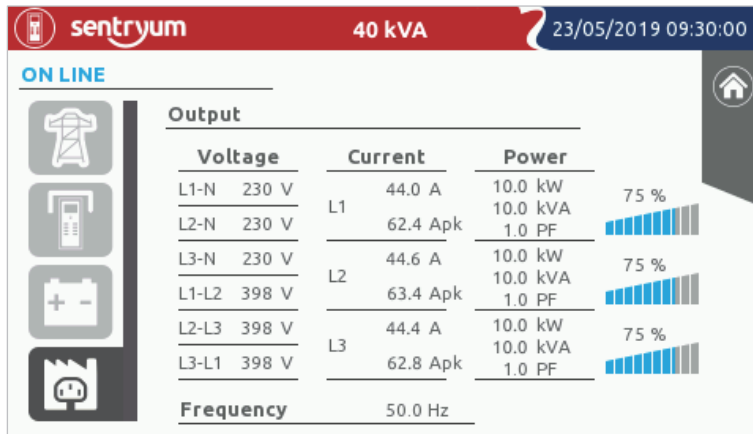 sentryum 40 kVA 23/05/2019 09:30:00
ON LINE
Output
Voltage Current Power
L1-N 230 V
L2-N 230 V
L3-N 230 V
L1-L2 398 V
L2-L3 398 V
L3-L1 398 V
L1
44.0 A
62.4 Apk
L2
44.6 A
63.4 Apk
L3
44.4 A
62.8 Apk
10.0 kW
10.0 kVA
1.0 PF
75 %
10.0 kW
10.0 kVA
1.0 PF
75 %
10.0 kW
10.0 kVA
1.0 PF
75 %
Frequency 50.0 Hz